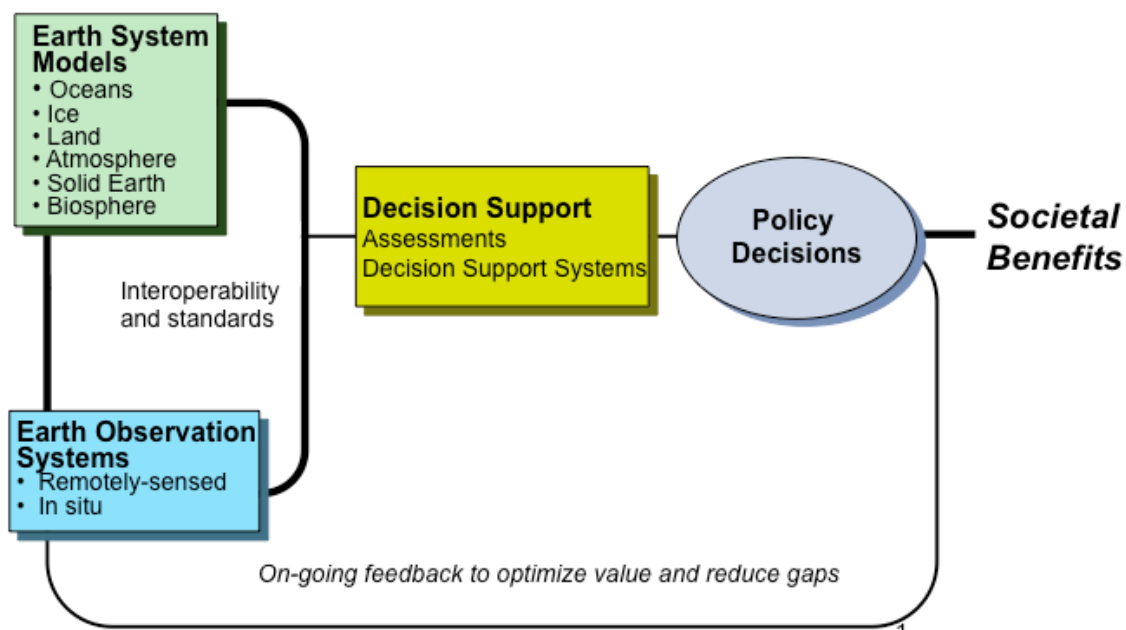 Earth System
Models
• Oceans
• Ice
• Land
• Atmosphere
• Solid Earth
• Biosphere
Interoperability
and standards
Earth Observation
Systems
• Remotely-sensed
• In situ
Decision Support
Assessments
Decision Support Systems
Policy
Decisions
Societal
Benefits
On-going feedback to optimize value and reduce gaps